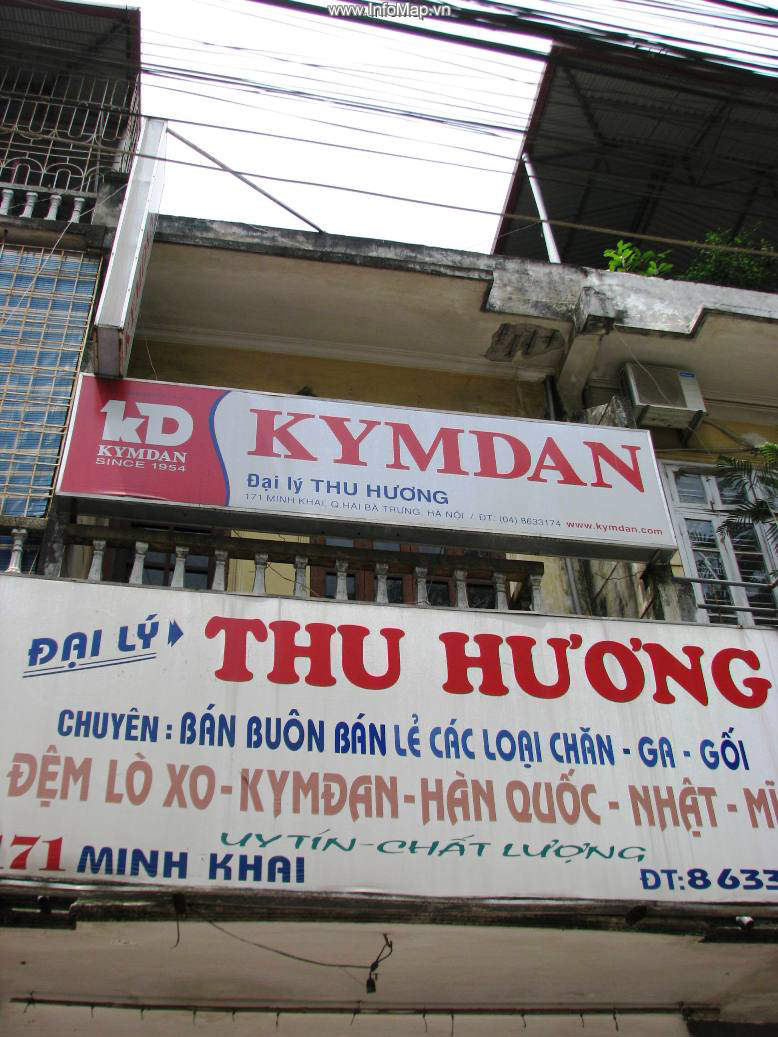 www.InfoMap.vn
kD
KYMDAN
SINCE 1954
KYMDAN
Đại lý THU HƯƠNG
171 MINH KHAI, Q.HAI BÀ TRƯNG, HÀ NỘI / ĐT: (04) 8633174 www.kymdan.com
ĐẠI LÝ THU HƯƠNG
CHUYÊN : BÁN BUÔN BÁN LẺ CÁC LOẠI CHĂN - GA - GỐI
ĐỆM LÒ XO - KYMĐAN - HÀN QUỐC - NHẬT - MĨ
UY TÍN - CHẤT LƯỢNG
171 MINH KHAI ĐT: 8633